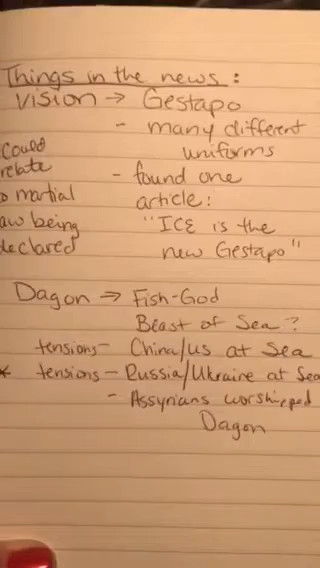 Things in the news:
Vision → Gestapo
- many different
uniforms
could
relate
o martial
aw being
declared
- found one
article:
"ICE is the
new Gestapo"
Dagon → Fish-God
Beast of Sea?
tensions - China/US at Sea
* tensions - Russia/Ukraine at Sea
- Assyrians worshipped
Dagon